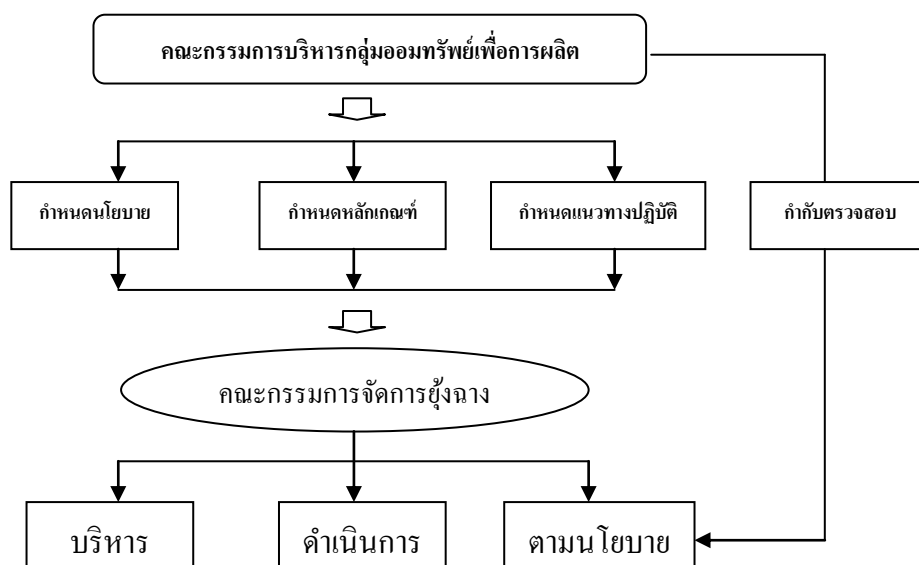 คณะกรรมการบริหารกลุ่มออมทรัพย์เพื่อการผลิต
กำหนดนโยบาย
กำหนดหลักเกณฑ์
กำหนดแนวทางปฏิบัติ
กำกับตรวจสอบ
คณะกรรมการจัดการยุ้งฉาง
บริหาร
ดำเนินการ
ตามนโยบาย